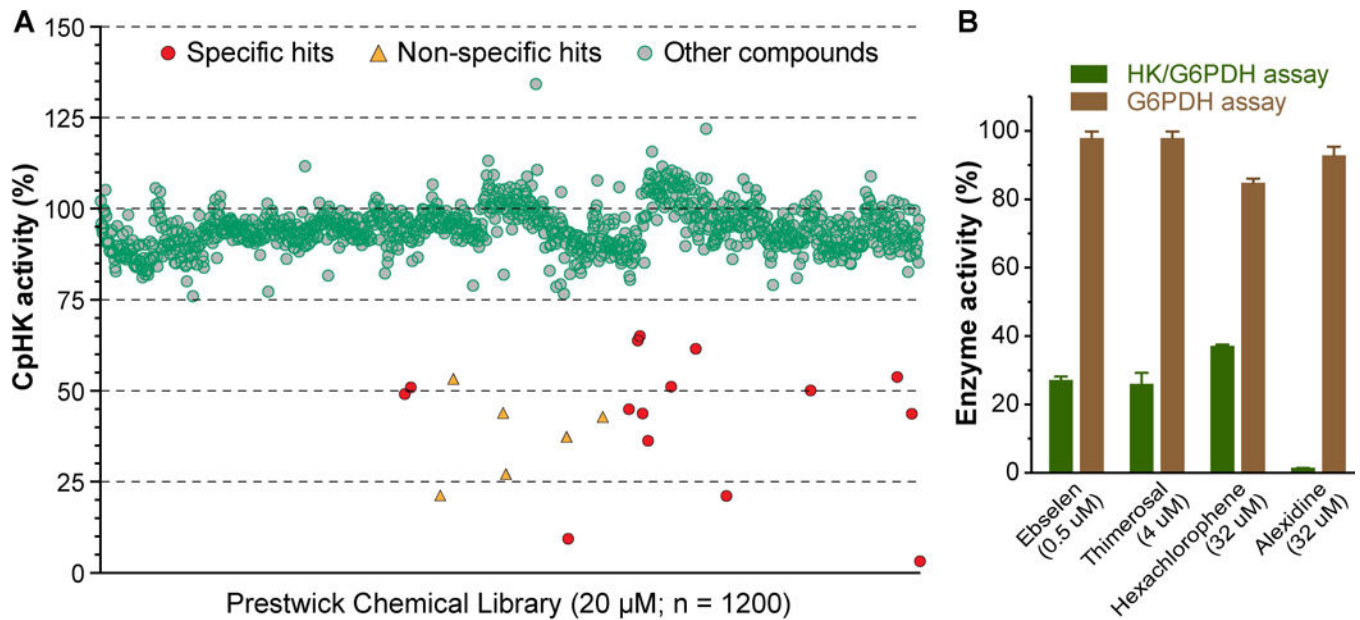 A
Specific hits
Non-specific hits
Other compounds
CpHK activity (%)
150
125
100
75
50
25
0
Prestwick Chemical Library (20 µM; n = 1200)
B
HK/G6PDH assay
G6PDH assay
Enzyme activity (%)
100
80
60
40
20
0
Ebselen
(0.5 uM)
Thimerosal
(4 uM)
Hexachlorophene
(32 uM)
Alexidine
(32 uM)